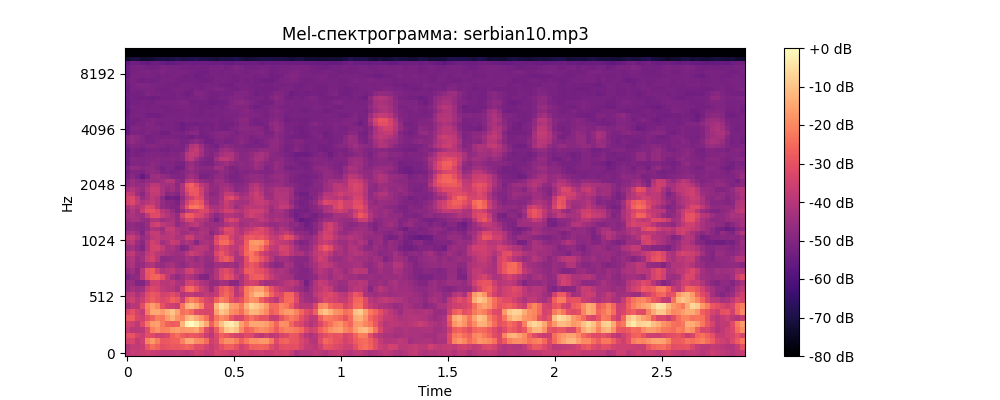 Mel-спектрограмма: serbian10.mp3
8192
4096
2048
1024
512
0
Hz
0 0.5 1 1.5 2 2.5
Time
+0 dB
-10 dB
-20 dB
-30 dB
-40 dB
-50 dB
-60 dB
-70 dB
-80 dB